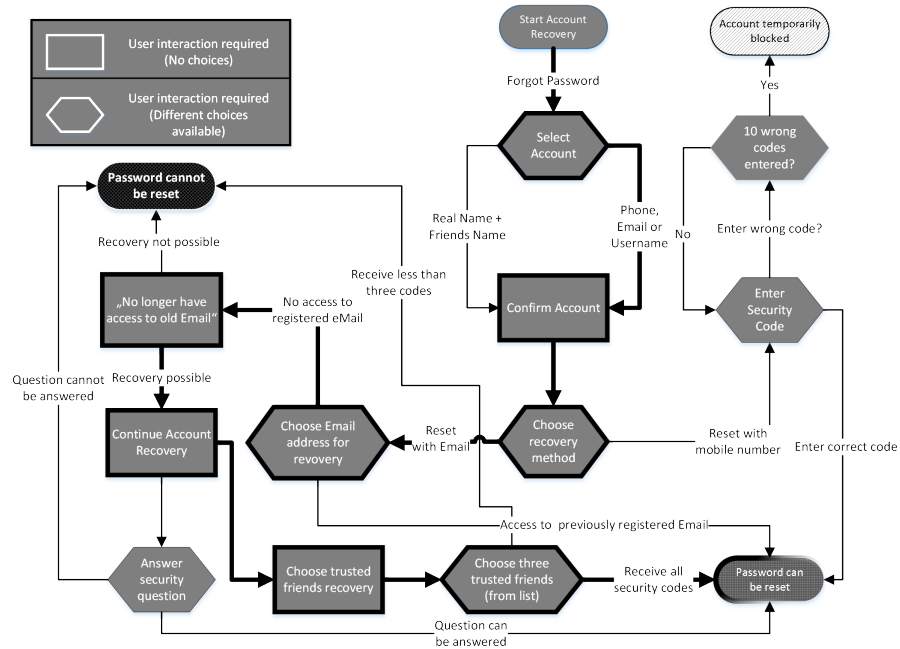 User interaction required
(No choices)
User interaction required
(Different choices
available)
Start Account
Recovery
Account temporarily
blocked
Forgot Password
Yes
Select
Account
10 wrong
codes
entered?
Password cannot
be reset
Real Name +
Friends Name
Phone,
Email or
Username
No
Enter wrong code?
Recovery not possible
Receive less than
three codes
„No longer have
access to old Email“
No access to
registered eMail
Confirm Account
Enter
Security
Code
Question cannot
be answered
Recovery possible
Continue Account
Recovery
Choose Email
address for
revovery
Reset
with Email
Choose
recovery
method
Reset with
mobile number
Enter correct code
Access to  previously registered Email
Answer
security
question
Choose trusted
friends recovery
Choose three
trusted friends
(from list)
Receive all
security codes
Password can
be reset
Question can
be answered